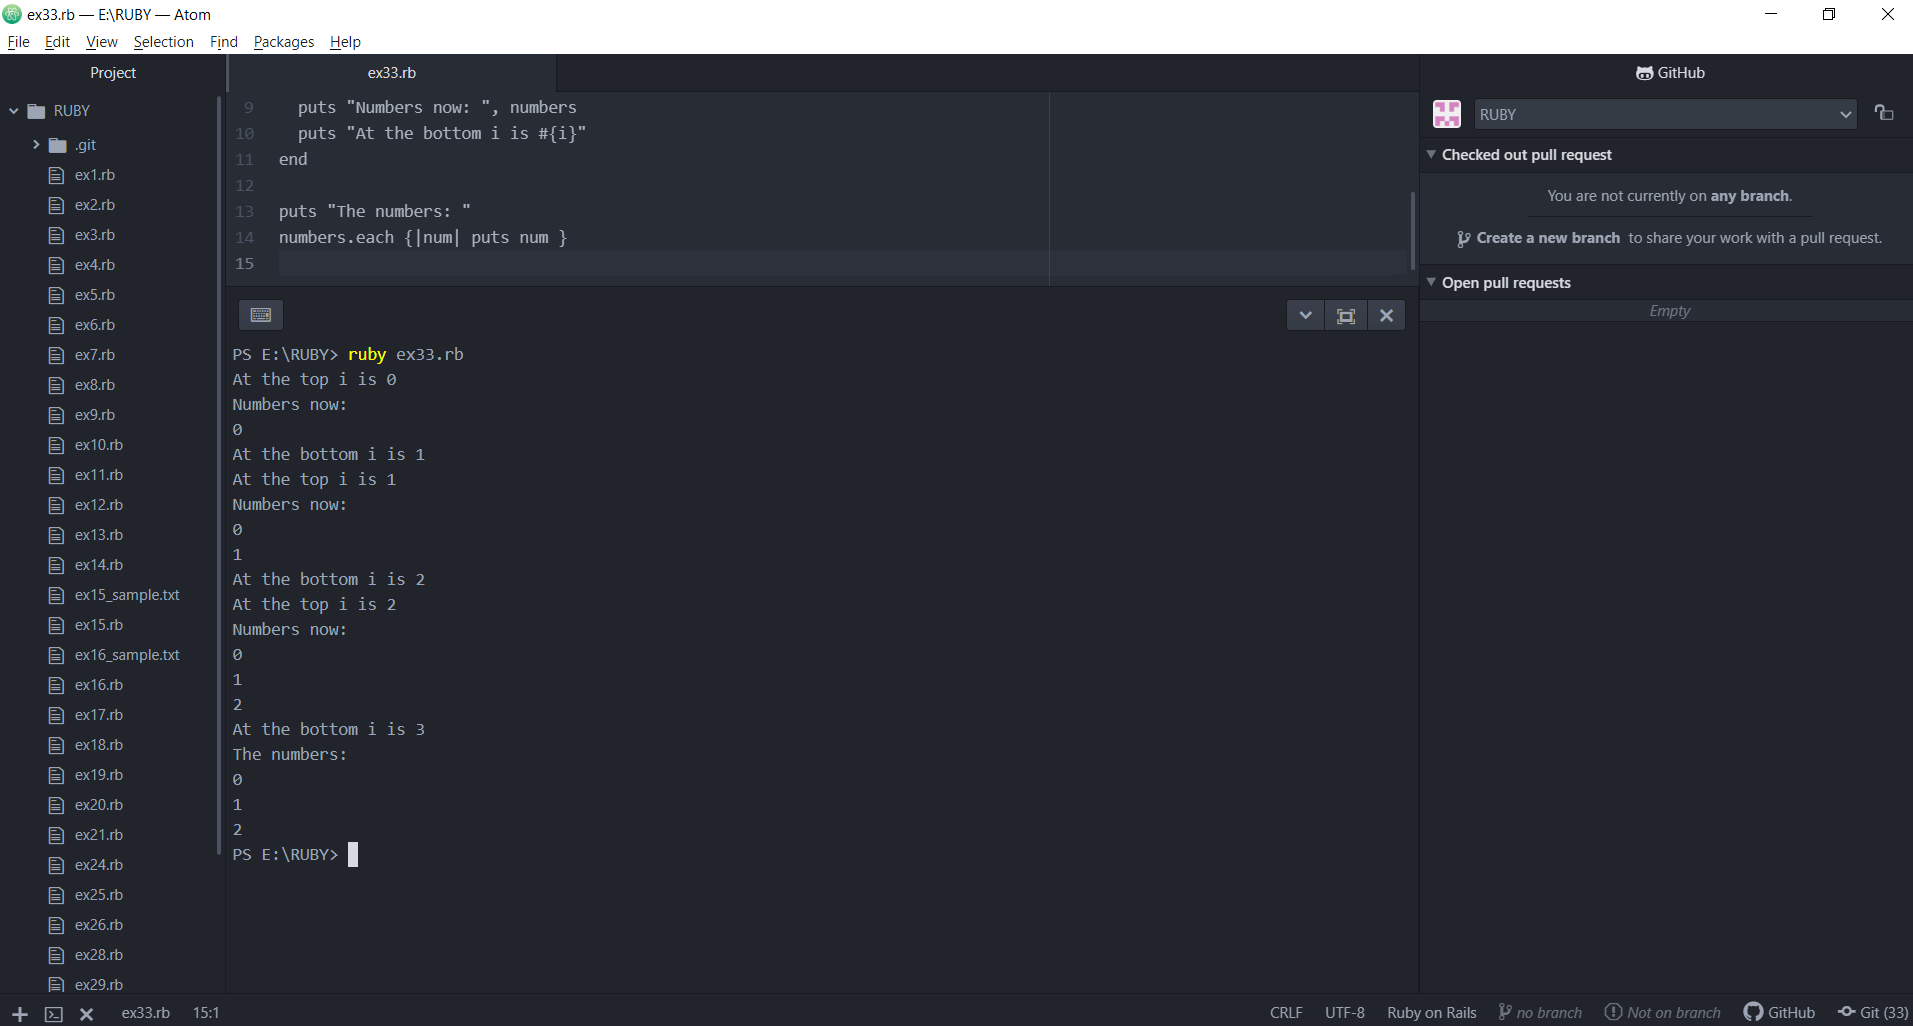 ex33.rb — E:\RUBY — Atom
File Edit View Selection Find Packages Help
Project
RUBY
.git
ex1.rb
ex2.rb
ex3.rb
ex4.rb
ex5.rb
ex6.rb
ex7.rb
ex8.rb
ex9.rb
ex10.rb
ex11.rb
ex12.rb
ex13.rb
ex14.rb
ex15_sample.txt
ex15.rb
ex16_sample.txt
ex16.rb
ex17.rb
ex18.rb
ex19.rb
ex20.rb
ex21.rb
ex24.rb
ex25.rb
ex26.rb
ex28.rb
ex29.rb
ex33.rb
9 puts "Numbers now: ", numbers
10 puts "At the bottom i is #{i}"
11 end
12
13 puts "The numbers: "
14 numbers.each {|num| puts num }
15
PS E:\RUBY> ruby ex33.rb
At the top i is 0
Numbers now:
0
At the bottom i is 1
At the top i is 1
Numbers now:
0
1
At the bottom i is 2
At the top i is 2
Numbers now:
0
1
2
At the bottom i is 3
The numbers:
0
1
2
PS E:\RUBY>
GitHub
RUBY
Checked out pull request
You are not currently on any branch.
Create a new branch to share your work with a pull request.
Open pull requests
Empty
ex33.rb 15:1 CRLF UTF-8 Ruby on Rails no branch Not on branch GitHub Git (33)